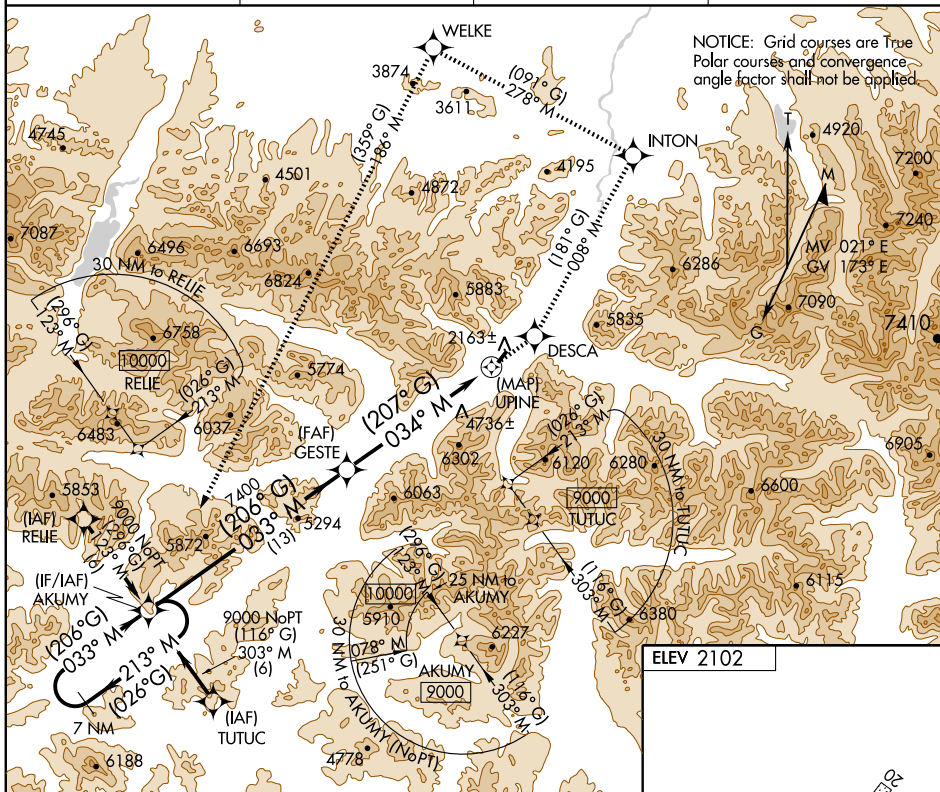 WELKE
NOTICE: Grid courses are True
Polar courses and convergence
angle factor shall not be applied.
3874
3611
(091° G)
278° M
(359° G)
186° M
T
4920
4745
INTON
7200
4501
4872
4195
M
7087
6496
6693
(181° G)
008° M
7240
MV 021° E
GV 173° E
30 NM to RELIE
6824
5883
6286
7090
G
7410
(296° G)
123° M
6758
10000
RELIE
2163±
5835
DESCA
(MAP)
UPINE
5774
(026° G)
213° M
(207° G)
034° M
6483
6037
(FAF)
GESTE
4736±
6302
(026° G)
213° M
6120
6280
30 NM to TUTUC
6905
5853
7400
(206° G)
033° M
(13)
5294
6063
9000
TUTUC
6600
(IAF)
RELIE
9000 NoPT
(296° G)
123° M
(6)
5872
(IF/IAF)
AKUMY
(296° G)
123° M
25 NM to
AKUMY
(116° G)
303° M
6115
10000
5910
6380
(206°G)
033° M
213° M
(026°G)
9000 NoPT
(116° G)
303° M
(6)
078° M
(251° G)
6227
30 NM to AKUMY (NoPT)
AKUMY
9000
(116° G)
303° M
ELEV 2102
7 NM
(IAF)
TUTUC
6188
4778
20